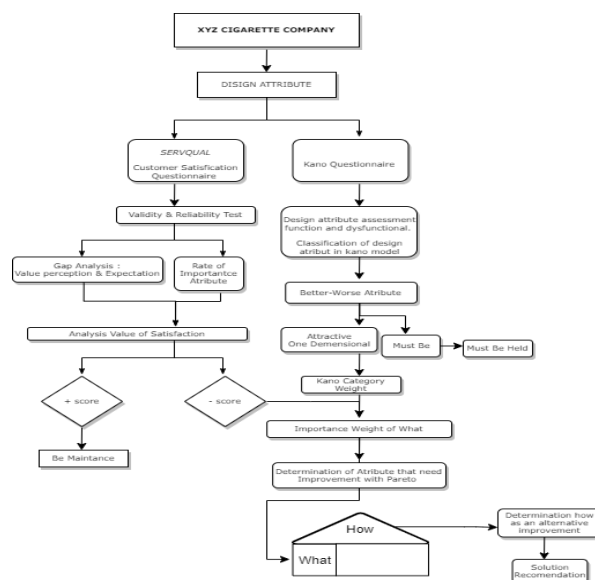 XYZ CIGARETTE COMPANY
DISIGN ATTRIBUTE
SERVQUAL
Customer Satisfication
Questionnaire
Kano Questionnaire
Validity & Reliability Test
Design attribute assessment
function and dysfunctional.
Classification of design
atribut in kano model
Gap Analysis :
Value perception & Expectation
Rate of
Importantce
Atribute
Better-Worse Atribute
Analysis Value of Satisfaction
Attractive
One Demensional
Must Be
Must Be Held
Kano Category
Weight
+ score
- score
Importance Weight of What
Be Maintance
Determination of Atribute that need
Improvement with Pareto
How
What
Determination how
as an alternative
improvement
Solution
Recomendation